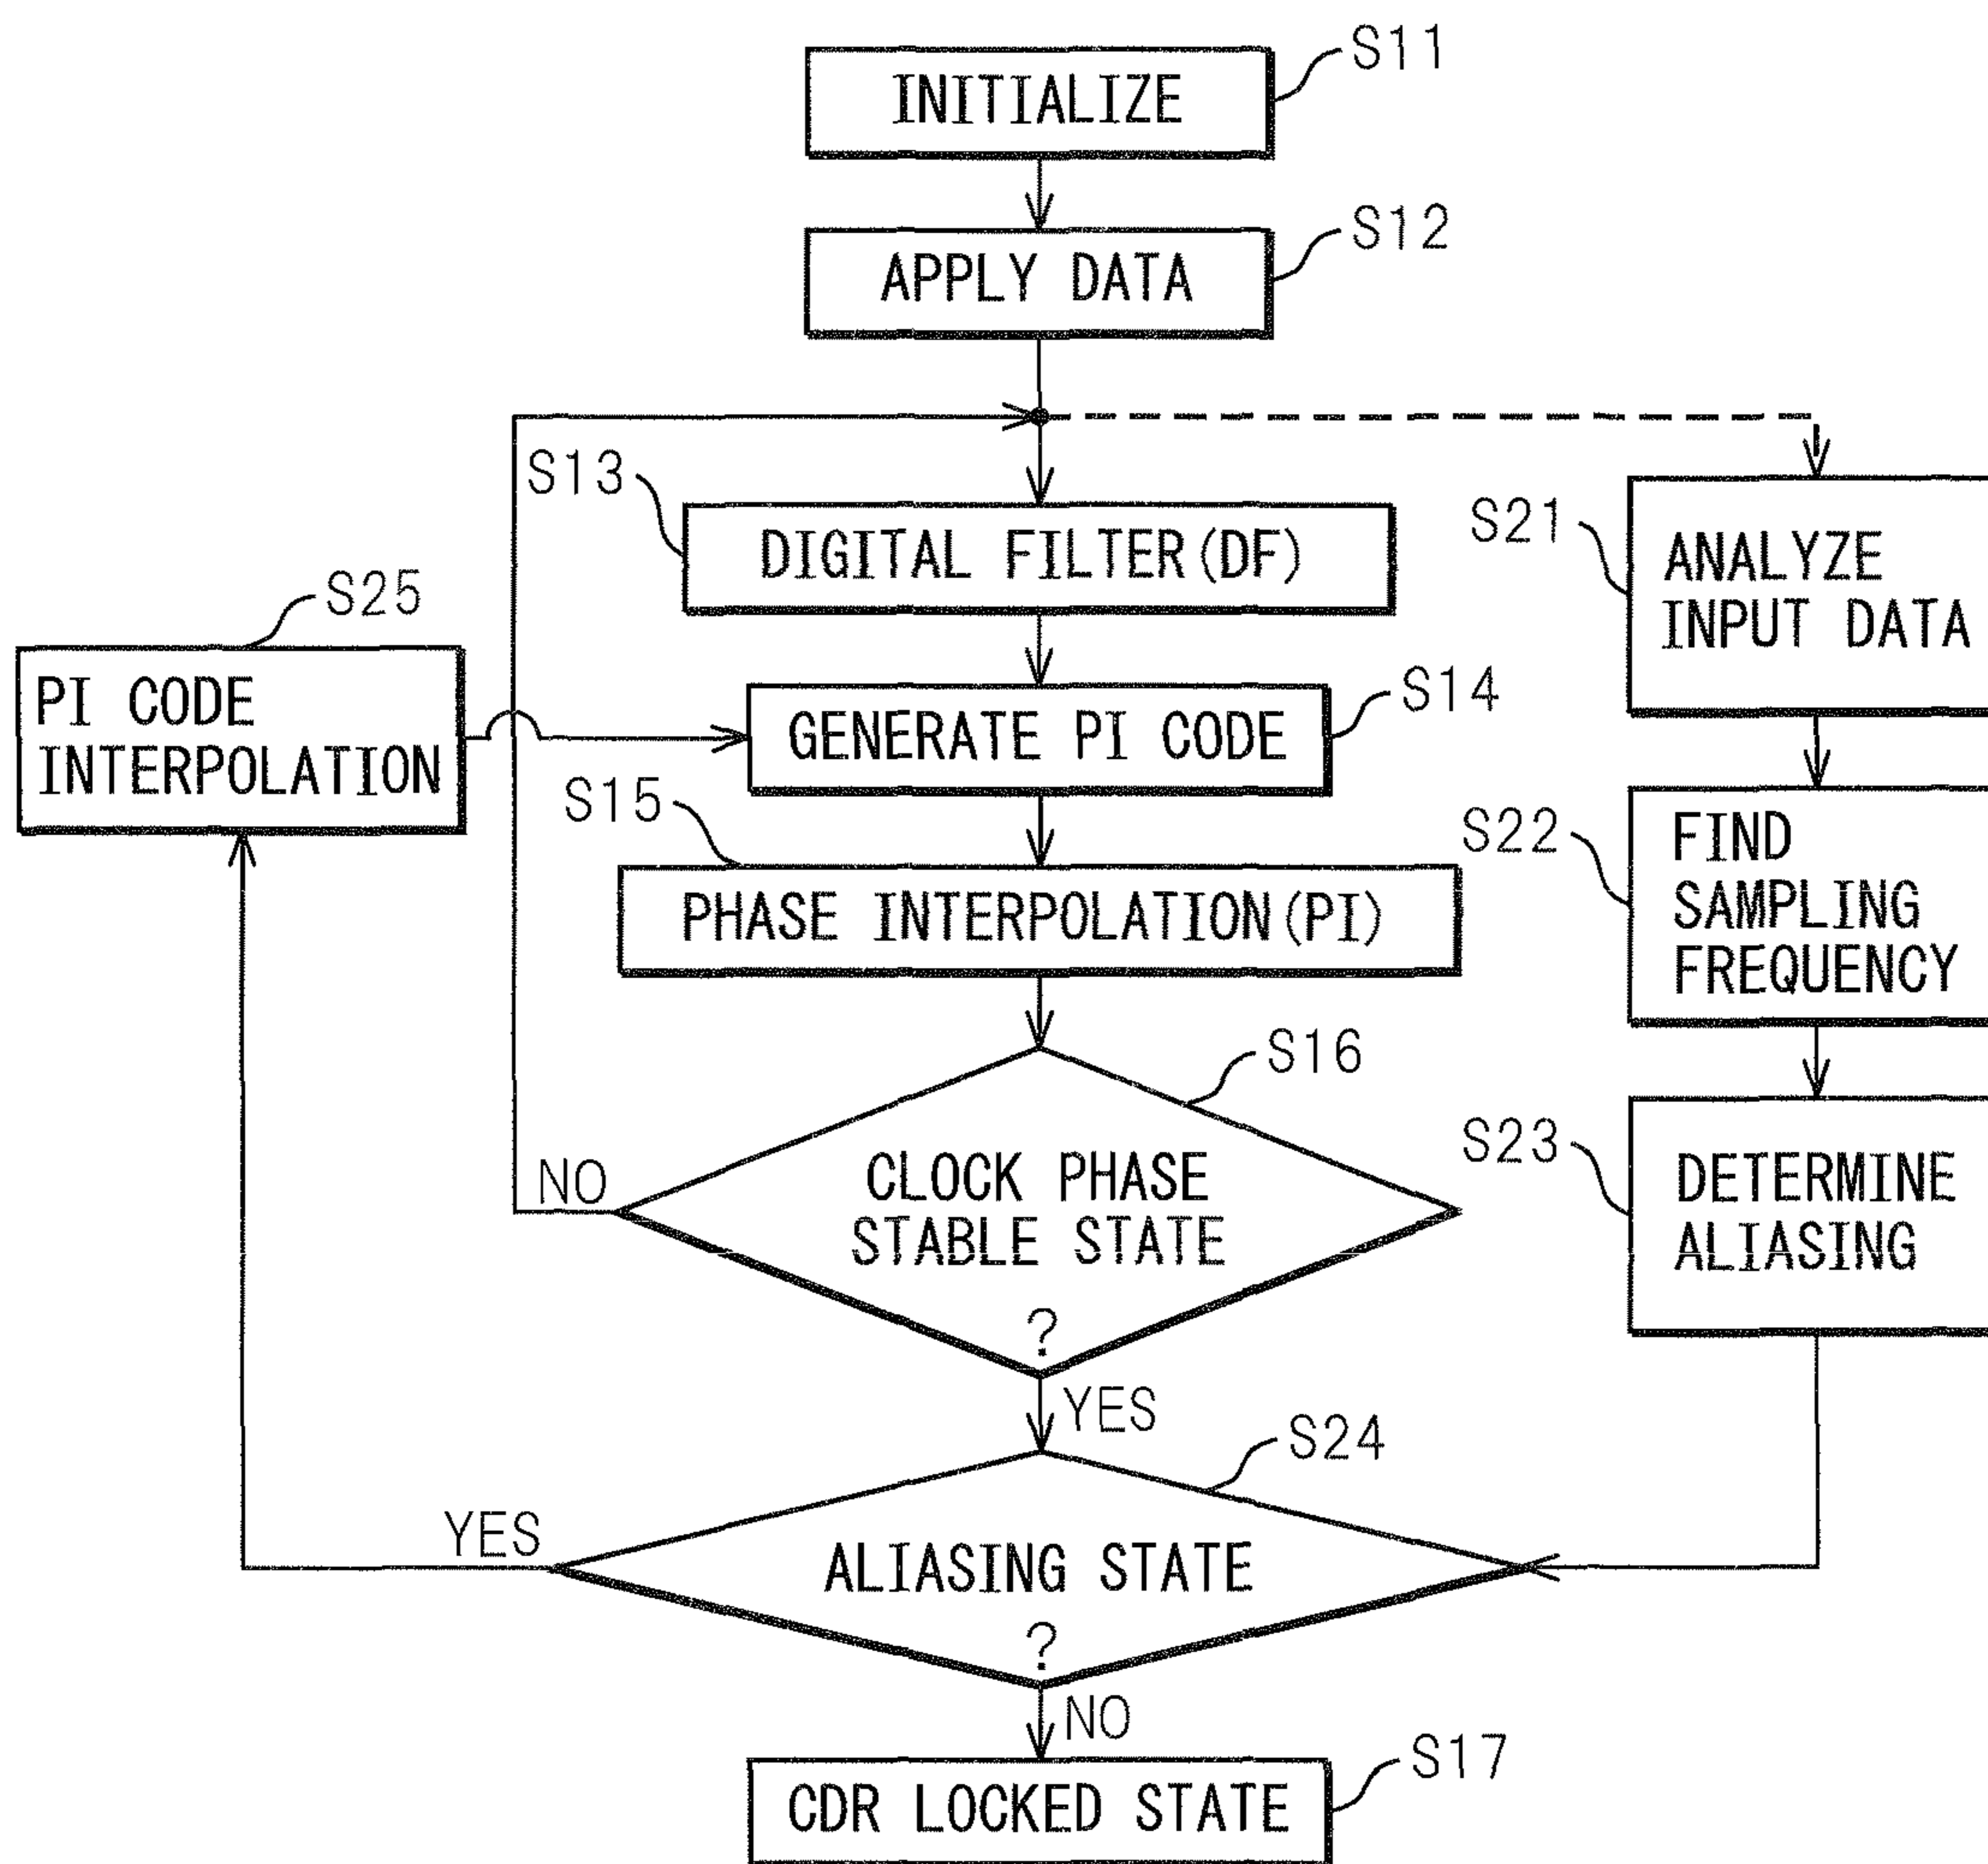 S11
INITIALIZE
S12
APPLY DATA
S13
DIGITAL FILTER(DF)
S21
ANALYZE
INPUT DATA
S25
PI CODE
INTERPOLATION
S14
GENERATE PI CODE
S15
PHASE INTERPOLATION(PI)
S22
FIND
SAMPLING
FREQUENCY
S16
CLOCK PHASE
STABLE STATE
?
NO
YES
S23
DETERMINE
ALIASING
S24
ALIASING STATE
?
YES
NO
S17
CDR LOCKED STATE